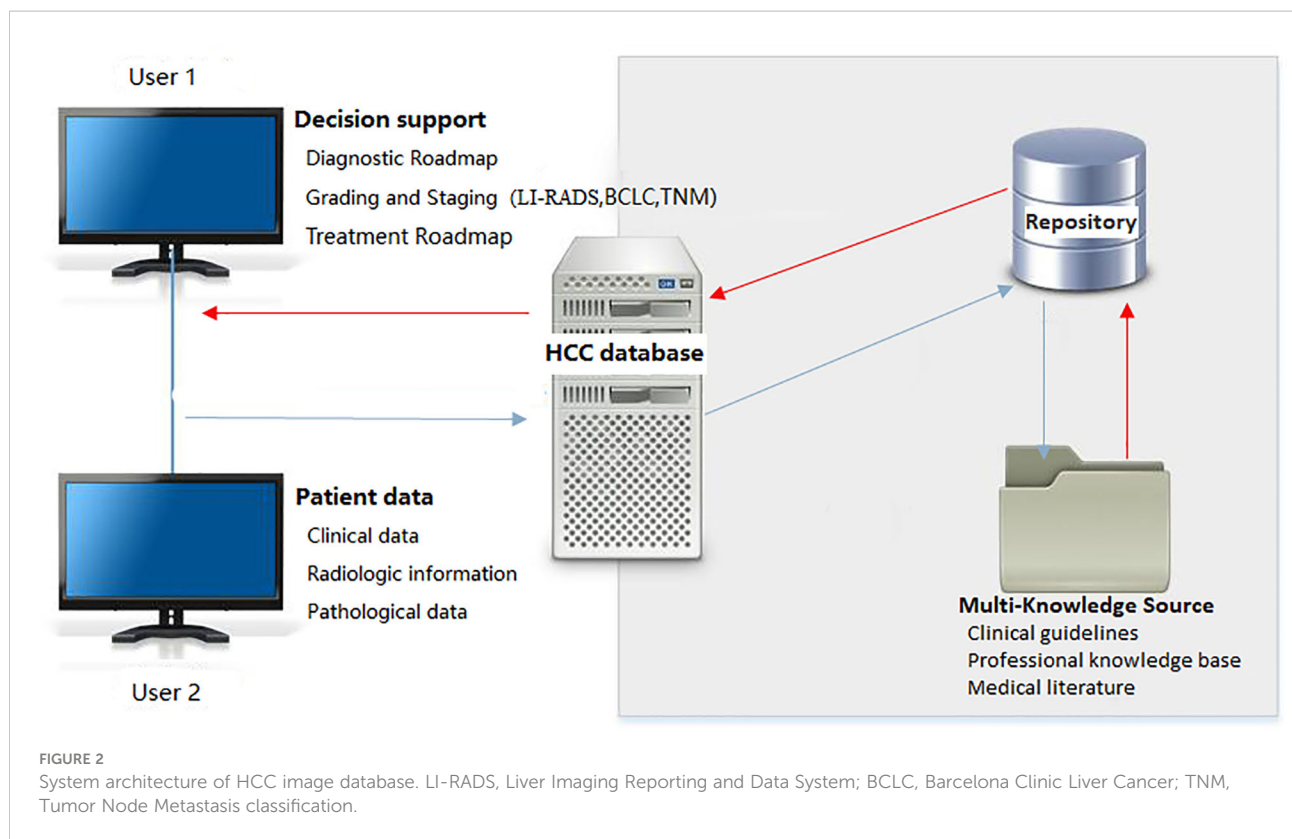 User 1
Decision support
Diagnostic Roadmap
Grading and Staging (LI-RADS,BCLC,TNM)
Treatment Roadmap
Repository
HCC database
Patient data
Clinical data
Radiologic information
Pathological data
User 2
Multi-Knowledge Source
Clinical guidelines
Professional knowledge base
Medical literature
FIGURE 2
System architecture of HCC image database. LI-RADS, Liver Imaging Reporting and Data System; BCLC, Barcelona Clinic Liver Cancer; TNM,
Tumor Node Metastasis classification.